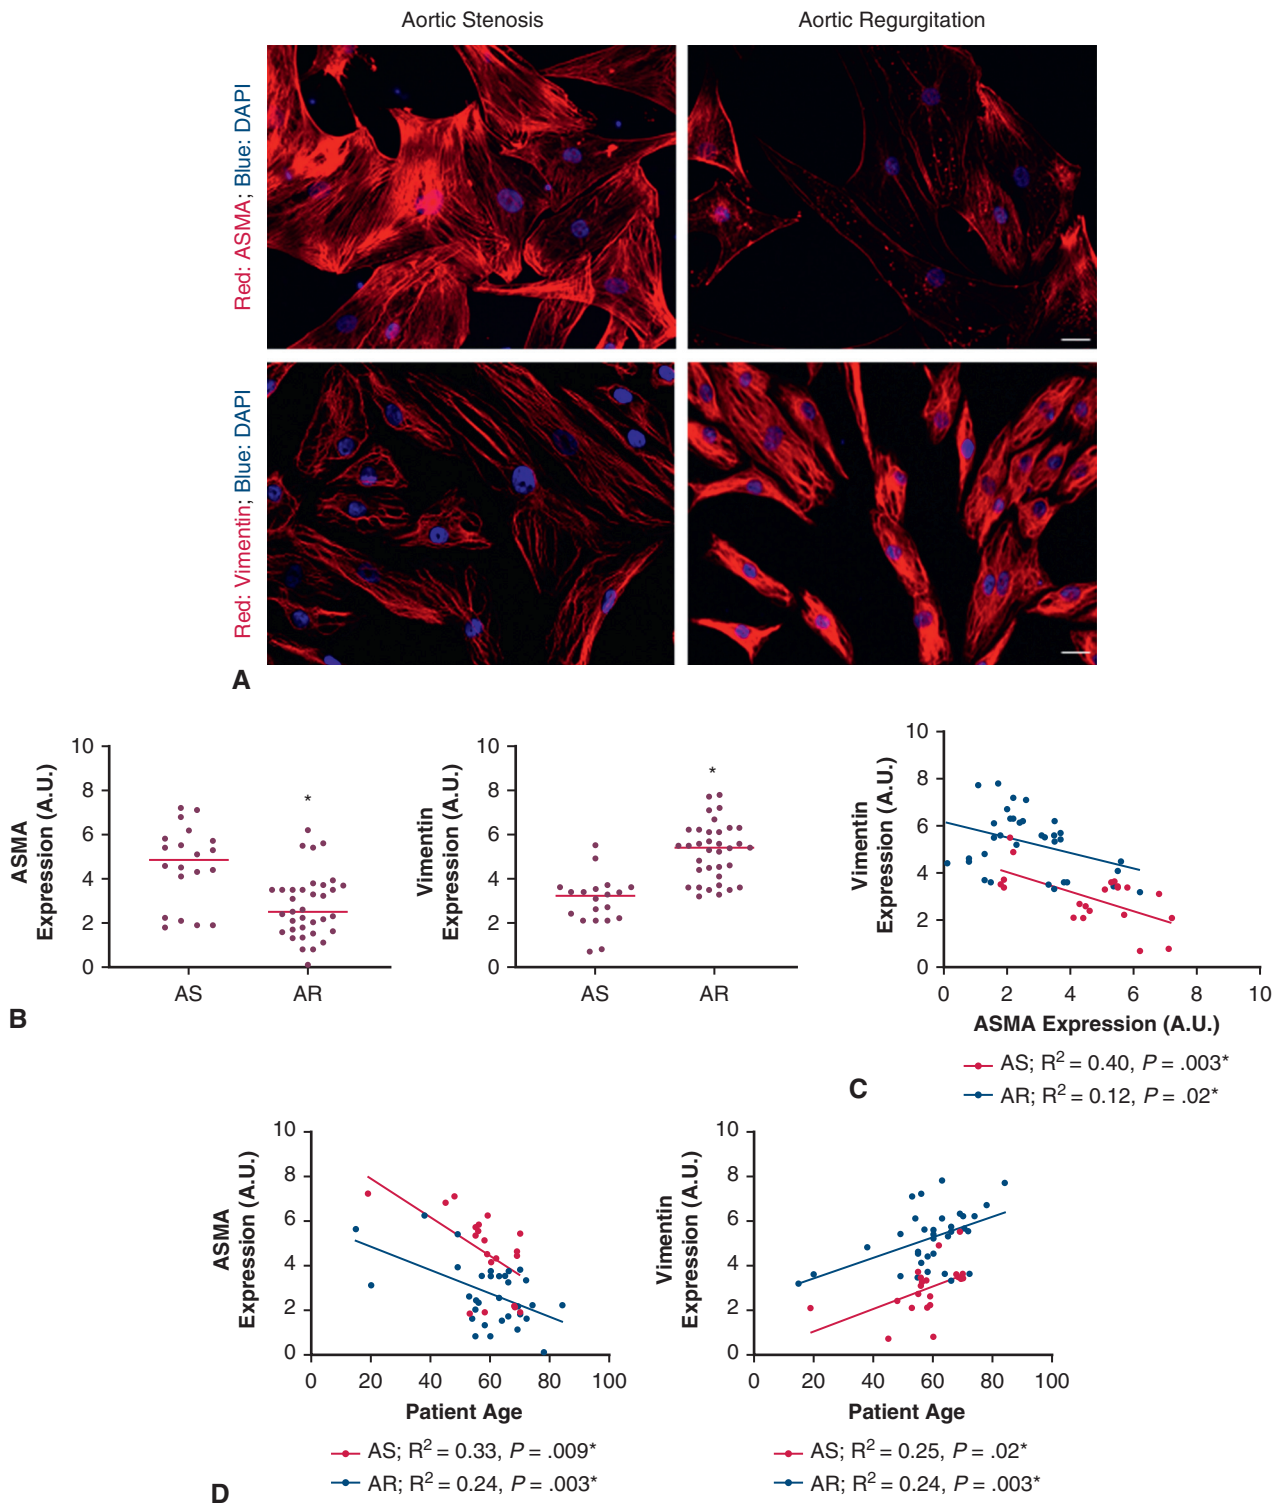 Aortic Stenosis
Aortic Regurgitation
Red: ASMA; Blue: DAPI
Red: Vimentin; Blue: DAPI
A
10
8
6
4
2
0
ASMA
Expression (A.U.)
*
AS
AR
B
10
8
6
4
2
0
Vimentin
Expression (A.U.)
*
AS
AR
10
8
6
4
2
0
Vimentin
Expression (A.U.)
0 2 4 6 8 10
ASMA Expression (A.U.)
AS; R² = 0.40, P = .003*
AR; R² = 0.12, P = .02*
C
10
8
6
4
2
0
ASMA
Expression (A.U.)
0 20 40 60 80 100
Patient Age
AS; R² = 0.33, P = .009*
AR; R² = 0.24, P = .003*
10
8
6
4
2
0
Vimentin
Expression (A.U.)
0 20 40 60 80 100
Patient Age
AS; R² = 0.25, P = .02*
AR; R² = 0.24, P = .003*
D